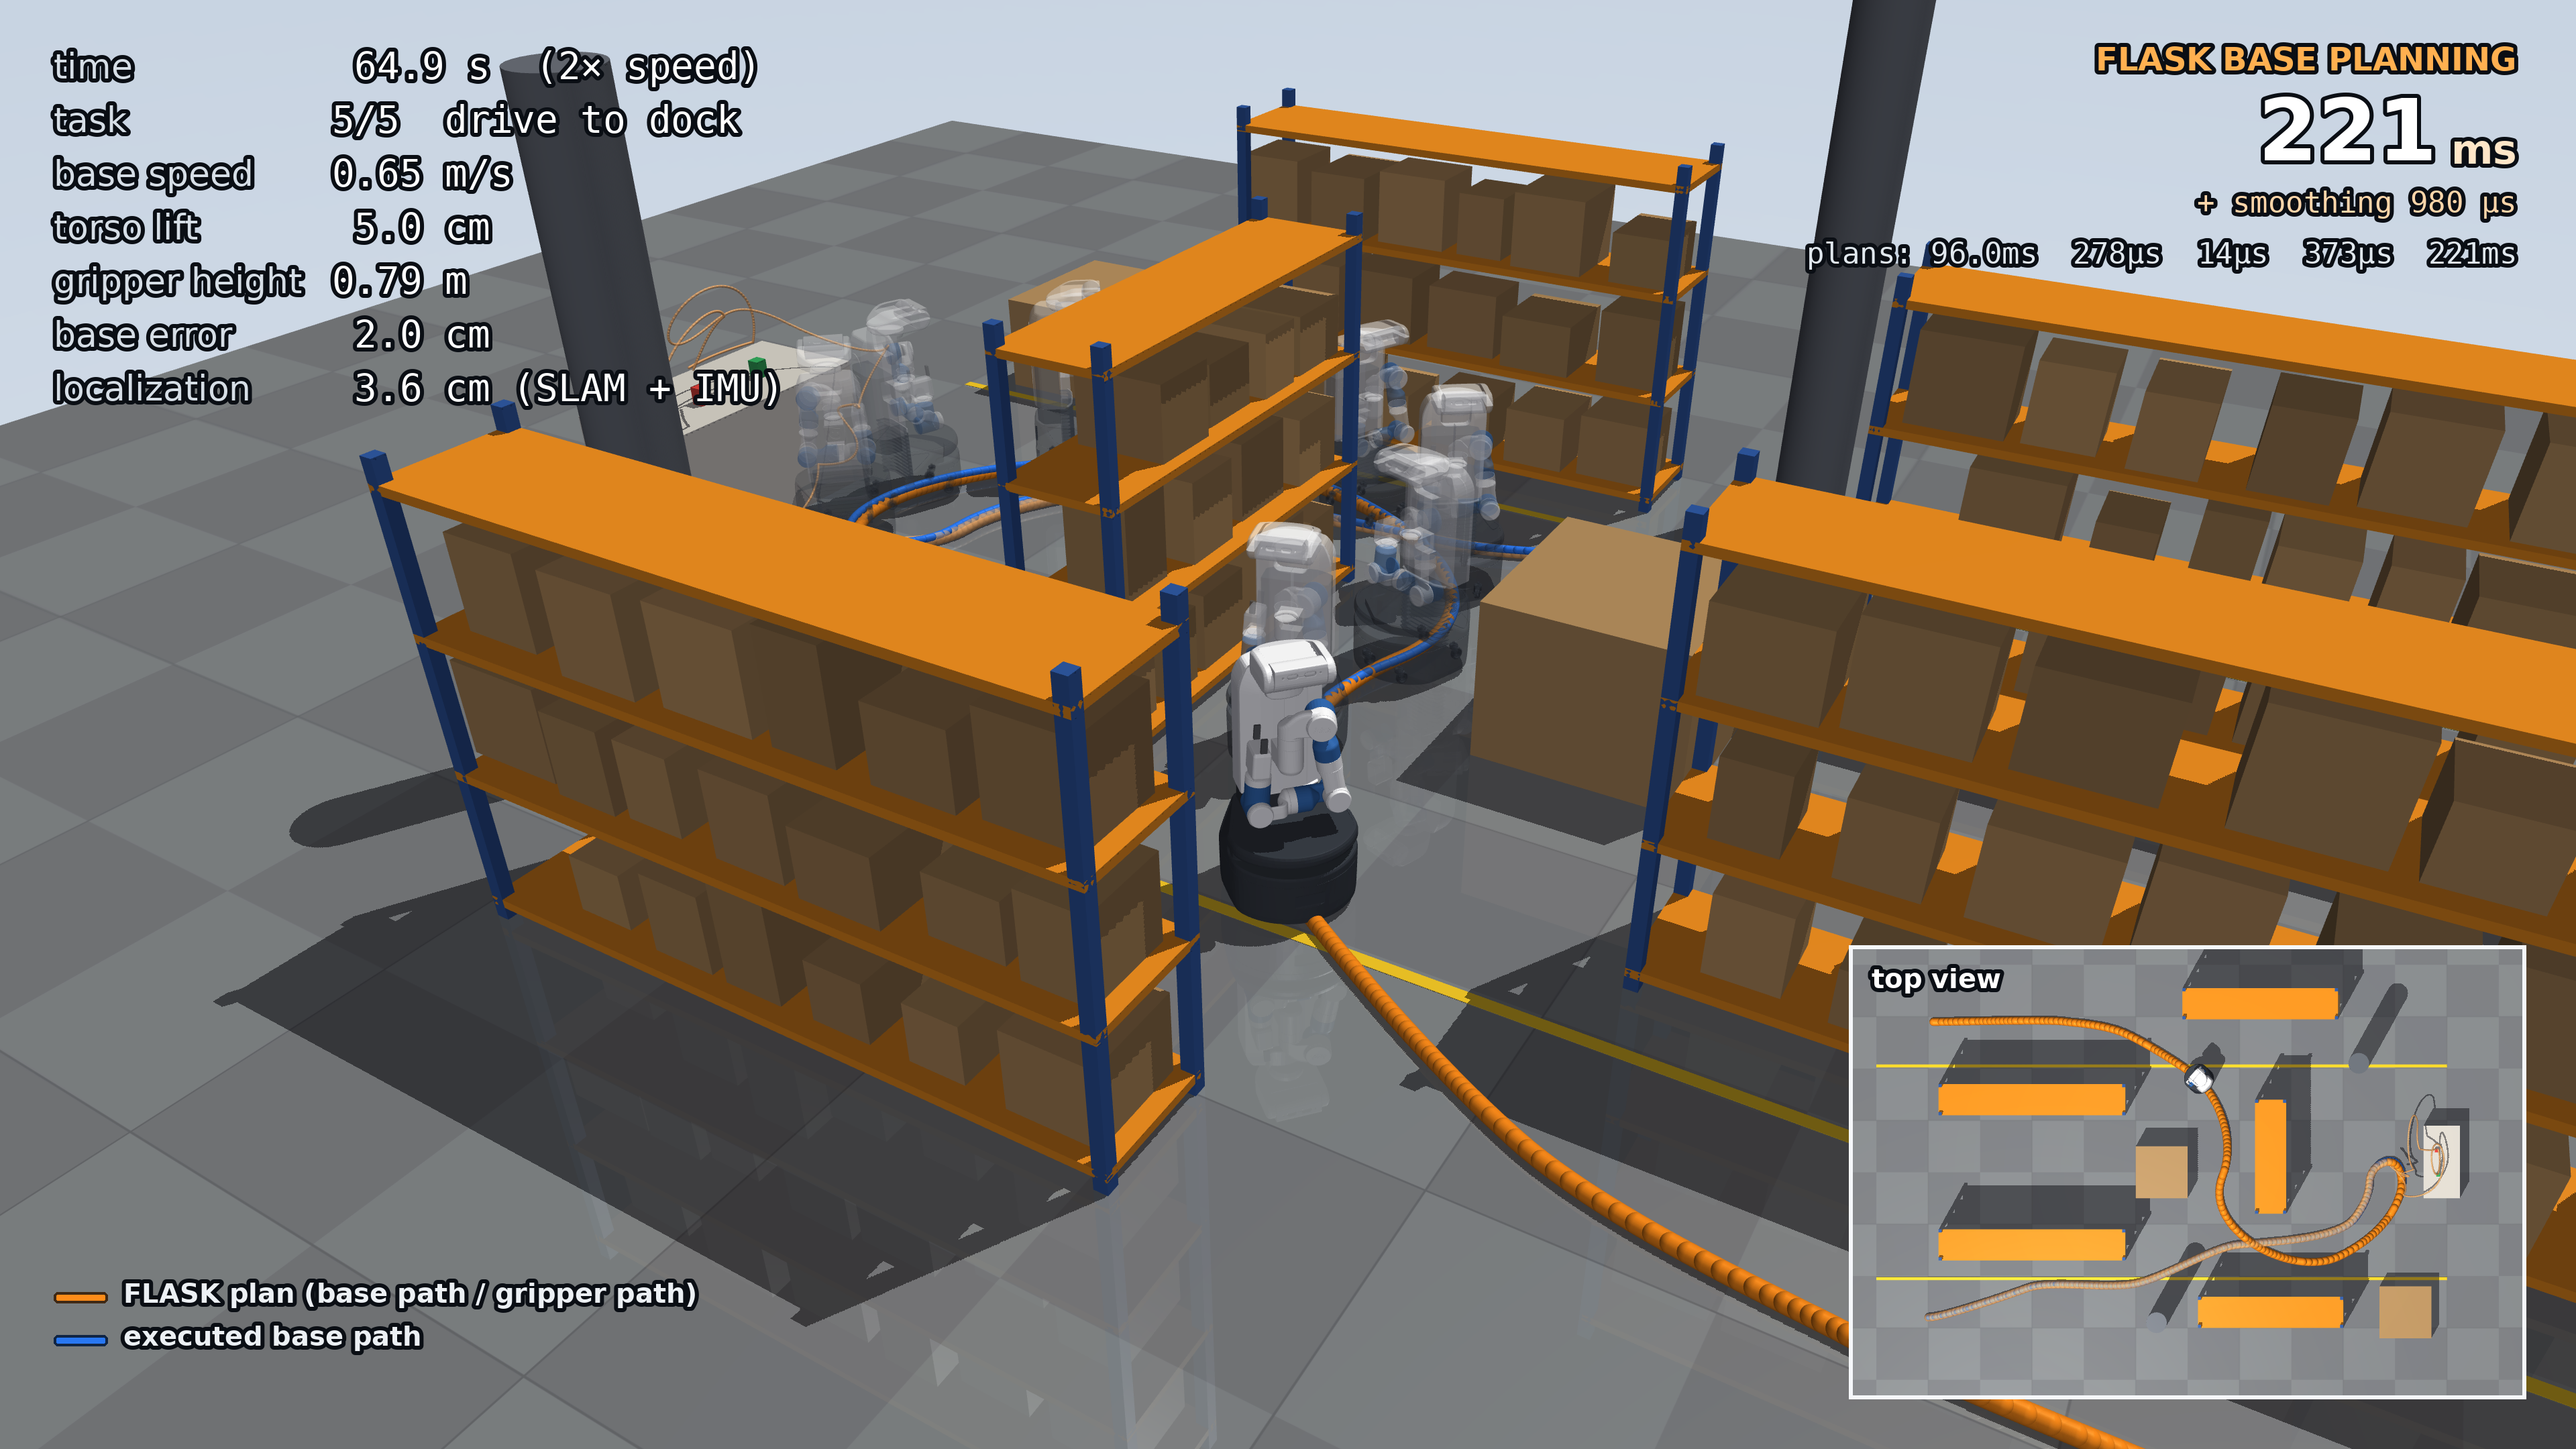 time 64.9 s (2× speed)
task 5/5 drive to dock
base speed 0.65 m/s
torso lift 5.0 cm
gripper height 0.79 m
base error 2.0 cm
localization 3.6 cm (SLAM + IMU)
FLASK BASE PLANNING
221 ms
+ smoothing 980 µs
plans: 96.0ms 278µs 14µs 373µs 221ms
top view
FLASK plan (base path / gripper path)
executed base path